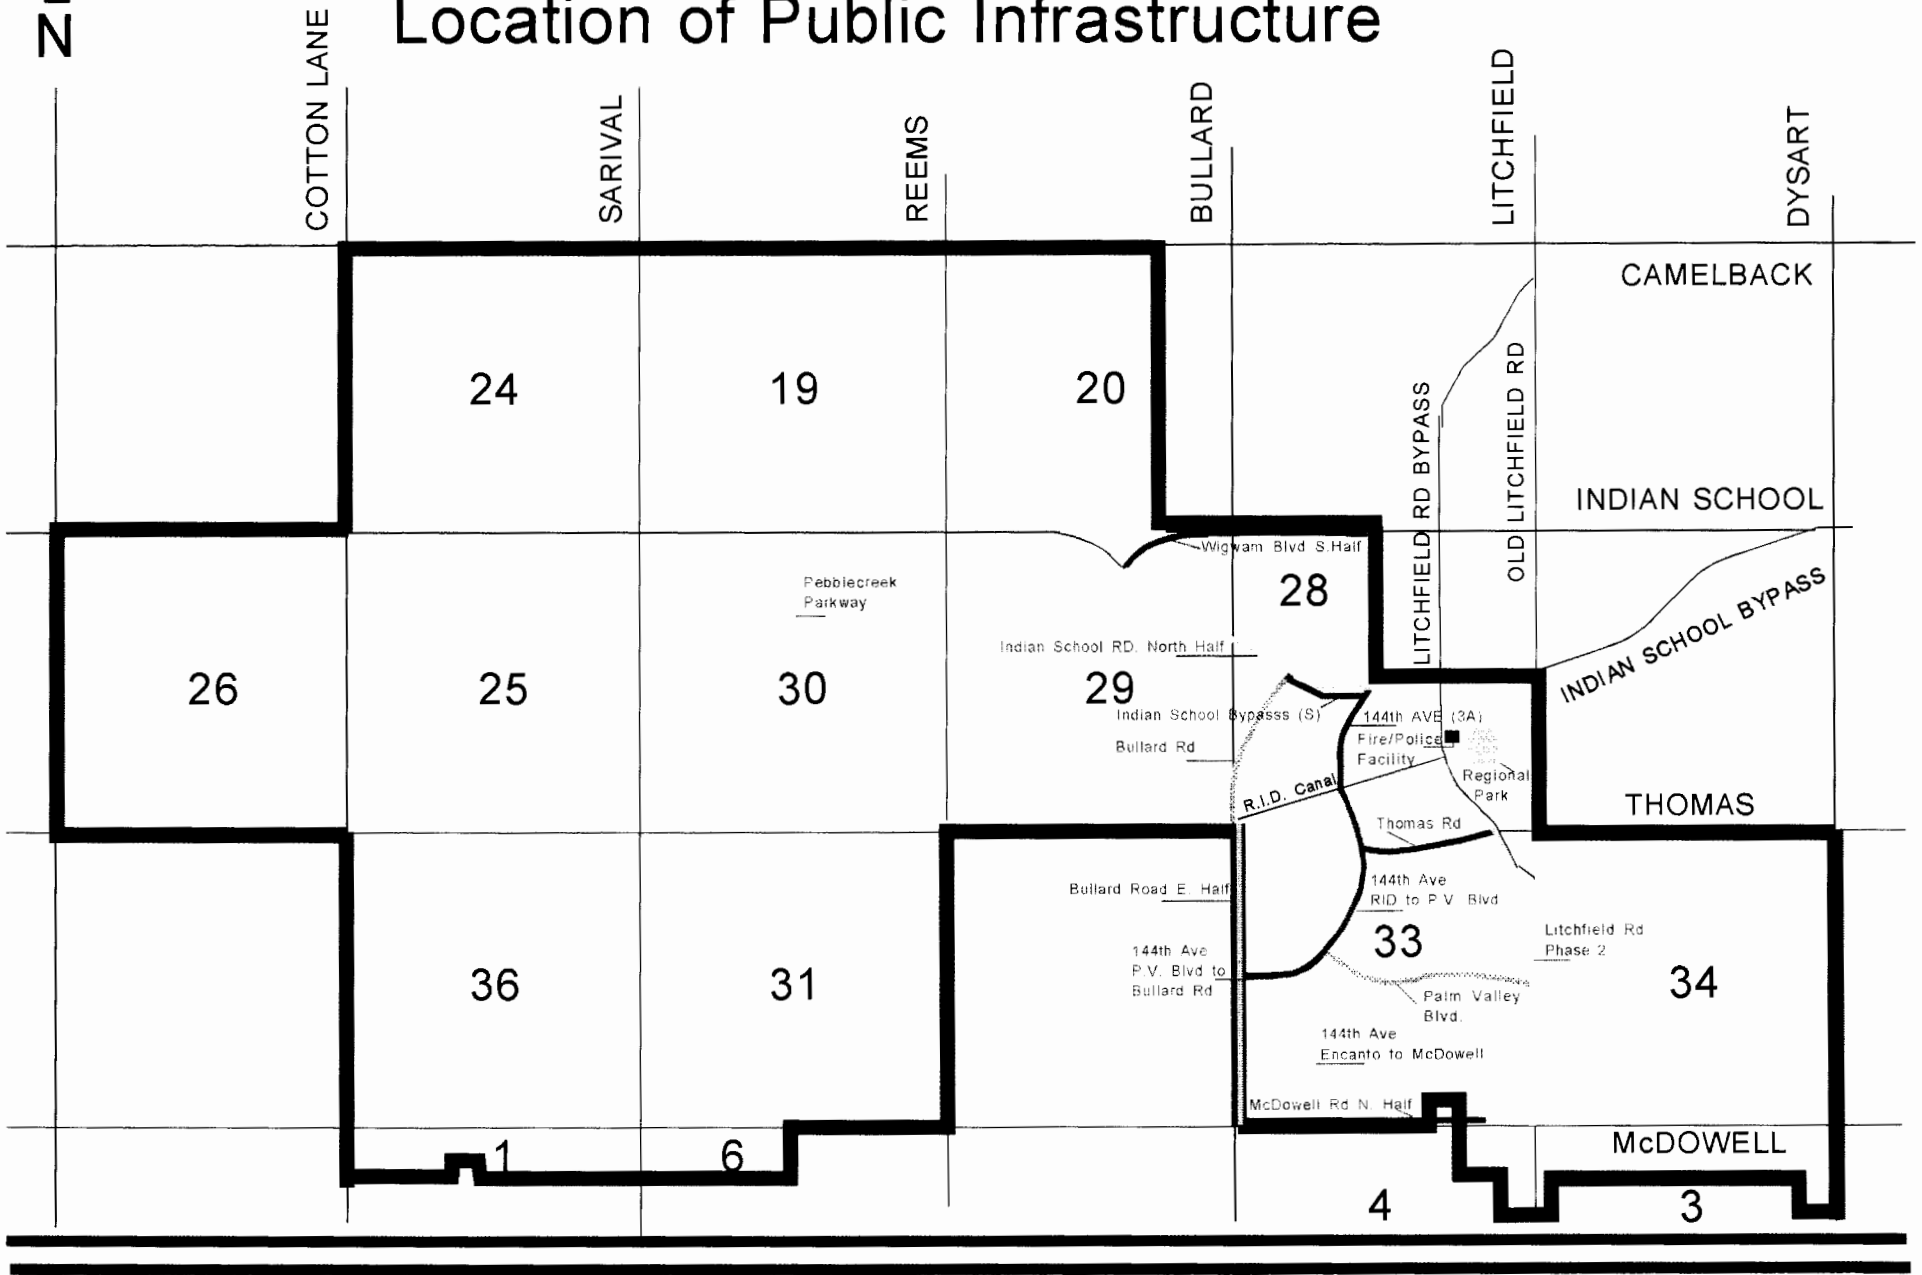 N
Location of Public Infrastructure
COTTON LANE
SARIVAL
REEMS
BULLARD
LITCHFIELD
DYSART
CAMELBACK
24
19
20
LITCHFIELD RD BYPASS
OLD LITCHFIELD RD
INDIAN SCHOOL
Wigwam Blvd S.Half
28
Pebblecreek
Parkway
INDIAN SCHOOL BYPASS
Indian School RD. North Half
26
25
30
29
Indian School Bypasss (S)
144th AVE (3A)
Bullard Rd
Fire/Police
Facility
Regional
Park
R.I.D. Canal
THOMAS
Thomas Rd
Bullard Road E. Half
144th Ave
RID to P.V. Blvd
33
Litchfield Rd
Phase 2
144th Ave
P.V. Blvd to
Bullard Rd
36
31
34
Palm Valley
Blvd.
144th Ave
Encanto to McDowell
McDowell Rd N. Half
McDOWELL
1
6
4
3